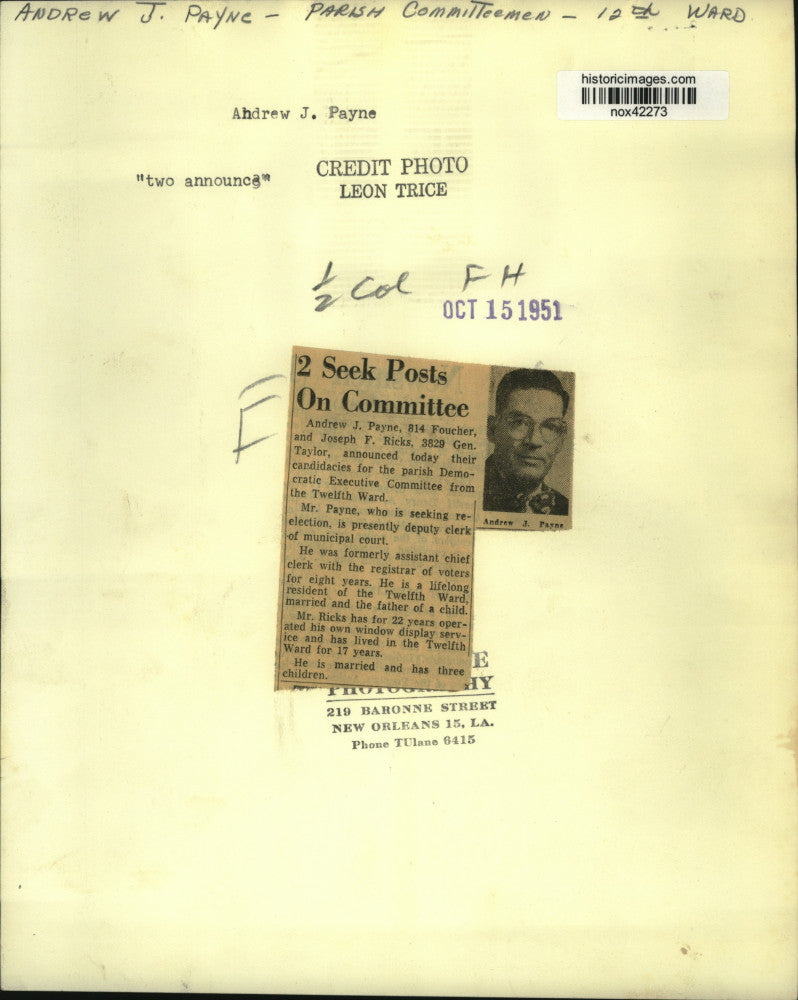 ANDREW J. PAYNE - PARISH CommiTTeemen - 12th WARD
historicimages.com
nox42273
Ahdrew J. Payne
"two announcg"
CREDIT PHOTO
LEON TRICE
1/2 Col FH
OCT 15 1951
E
2 Seek Posts
On Committee
Andrew J. Payne, 814 Foucher,
and Joseph F. Ricks, 3829 Gen.
Taylor, announced today their
candidacies for the parish Demo-
cratic Executive Committee from
the Twelfth Ward.
Mr. Payne, who is seeking re-
election, is presently deputy clerk
of municipal court.
He was formerly assistant chief
clerk with the registrar of voters
for eight years. He is a lifelong
resident of the Twelfth Ward,
married and the father of a child.
Mr. Ricks has for 22 years oper-
ated his own window display serv-
ice and has lived in the Twelfth
Ward for 17 years.
He is married and has three
children.
Andrew J. Payne
E
PHOTOGRAPHY
219 BARONNE STREET
NEW ORLEANS 15, LA.
Phone TUlane 6415